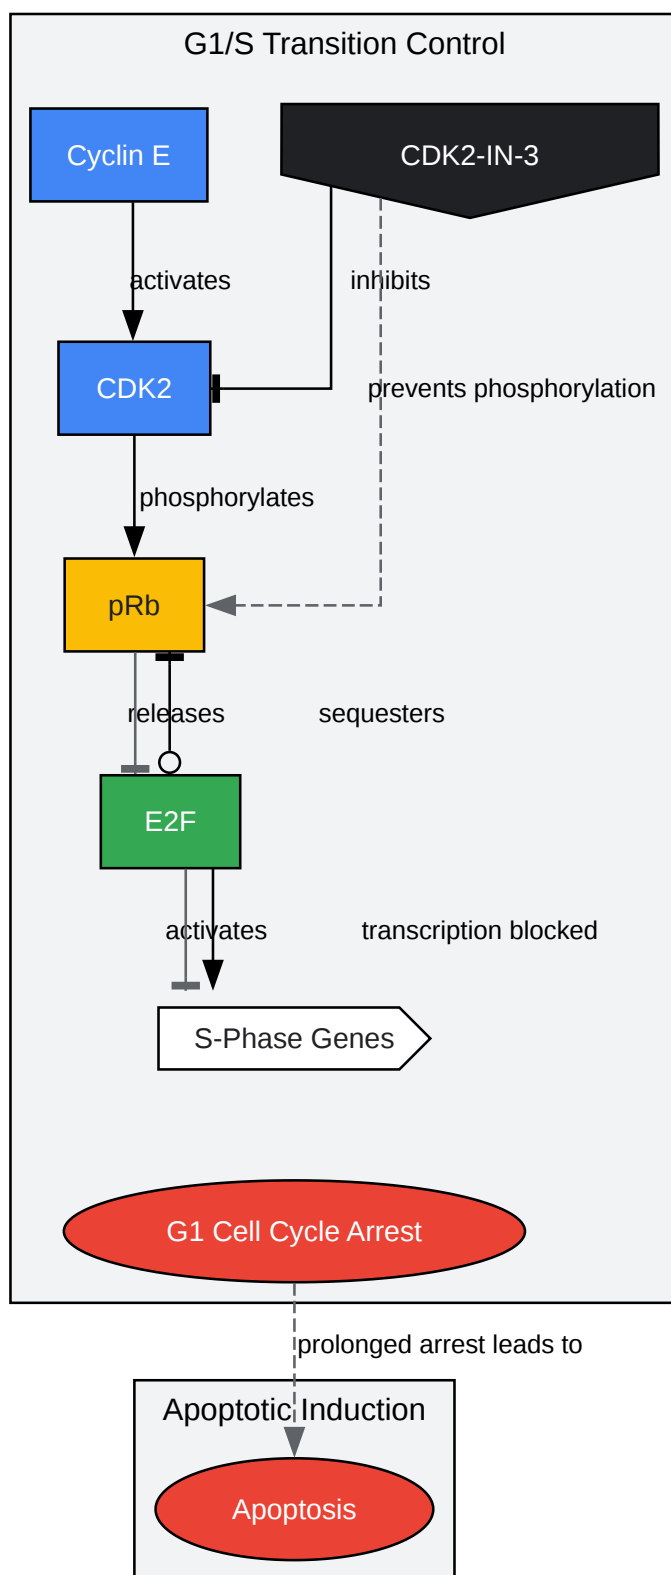 G1/S Transition Control
Cyclin E
CDK2-IN-3
activates
inhibits
CDK2
prevents phosphorylation
phosphorylates
pRb
releases
sequesters
E2F
activates
transcription blocked
S-Phase Genes
G1 Cell Cycle Arrest
prolonged arrest leads to
Apoptotic Induction
Apoptosis